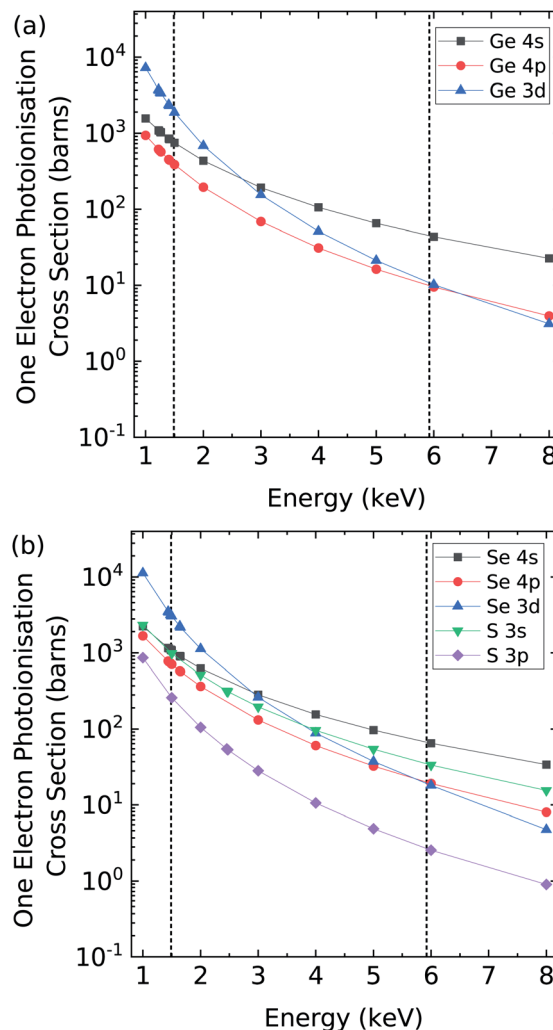 (a)
Ge 4s
Ge 4p
Ge 3d
One Electron Photoionisation
Cross Section (barns)
10^4
10^3
10^2
10^1
10^0
10^-1
1 2 3 4 5 6 7 8
Energy (keV)
(b)
Se 4s
Se 4p
Se 3d
S 3s
S 3p
One Electron Photoionisation
Cross Section (barns)
10^4
10^3
10^2
10^1
10^0
10^-1
1 2 3 4 5 6 7 8
Energy (keV)